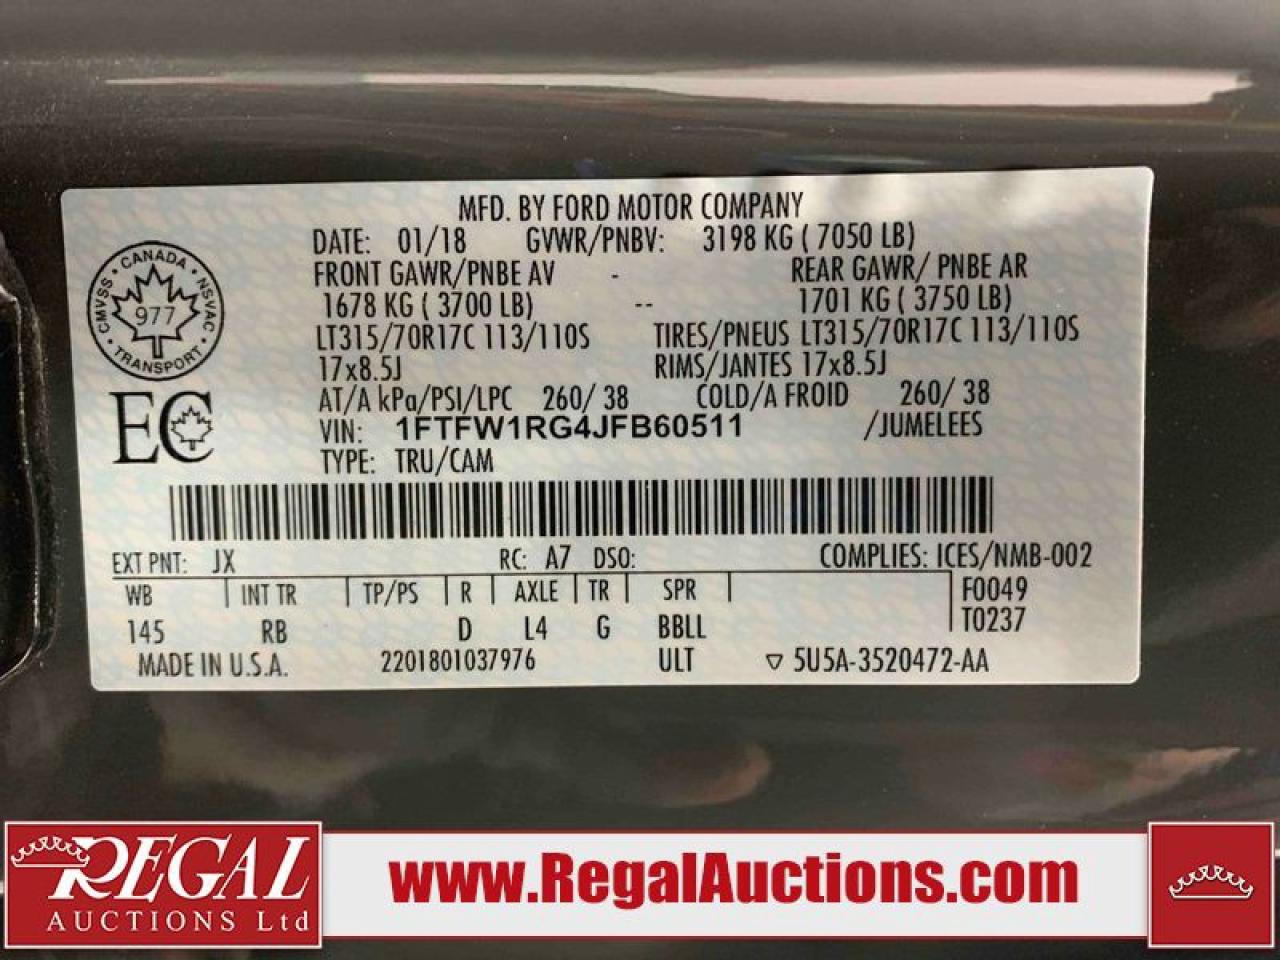 MFD. BY FORD MOTOR COMPANY
DATE: 01/18 GVWR/PNBV: 3198 KG ( 7050 LB)
FRONT GAWR/PNBE AV - REAR GAWR/ PNBE AR
1678 KG ( 3700 LB) -- 1701 KG ( 3750 LB)
LT315/70R17C 113/110S TIRES/PNEUS LT315/70R17C 113/110S
17x8.5J RIMS/JANTES 17x8.5J
AT/A kPa/PSI/LPC 260/ 38 COLD/A FROID 260/ 38
VIN: 1FTFW1RG4JFB60511 /JUMELEES
TYPE: TRU/CAM
CANADA
CMVSS NSVAC
977
TRANSPORT
EC
EXT PNT: JX RC: A7 DSO: COMPLIES: ICES/NMB-002
WB INT TR TP/PS R AXLE TR SPR F0049
T0237
145 RB D L4 G BBLL
MADE IN U.S.A. 2201801037976 ULT ▽ 5U5A-3520472-AA
REGAL
AUCTIONS Ltd
www.RegalAuctions.com